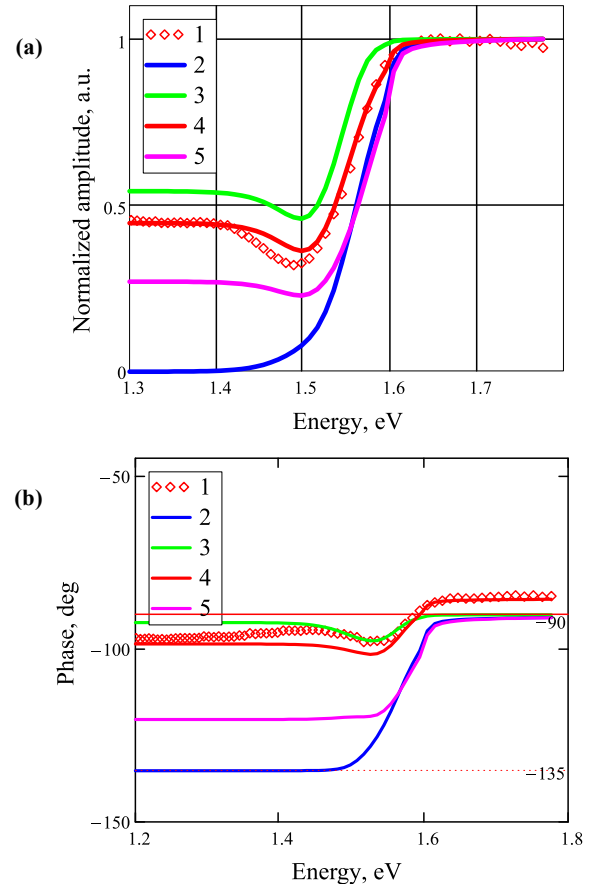 (a)
Normalized amplitude, a.u.
1
0.5
0
1
2
3
4
5
1.3 1.4 1.5 1.6 1.7
Energy, eV
(b)
Phase, deg
−50
−100
−150
1
2
3
4
5
−90
−135
1.2 1.4 1.6 1.8
Energy, eV